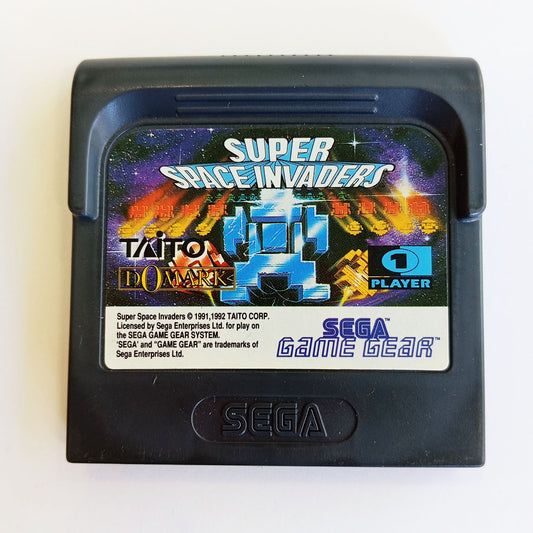 SUPER
SPACE INVADERS
TAITO
DOMARK
1
PLAYER
Super Space Invaders © 1991,1992 TAITO CORP.
Licensed by Sega Enterprises Ltd. for play on
the SEGA GAME GEAR SYSTEM.
'SEGA' and "GAME GEAR" are trademarks of
Sega Enterprises Ltd.
SEGA™
GAME GEAR™
SEGA